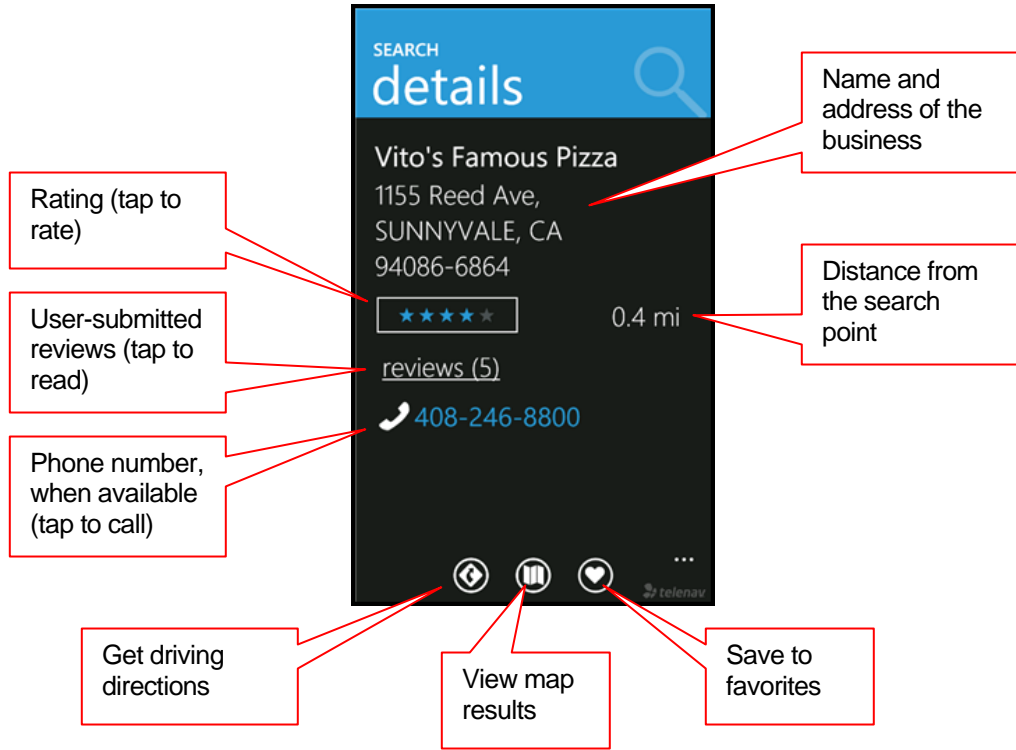 SEARCH
details
Vito's Famous Pizza
1155 Reed Ave,
SUNNYVALE, CA
94086-6864
0.4 mi
reviews (5)
408-246-8800
...
telenav
Name and
address of the
business
Rating (tap to
rate)
Distance from
the search
point
User-submitted
reviews (tap to
read)
Phone number,
when available
(tap to call)
Get driving
directions
View map
results
Save to
favorites